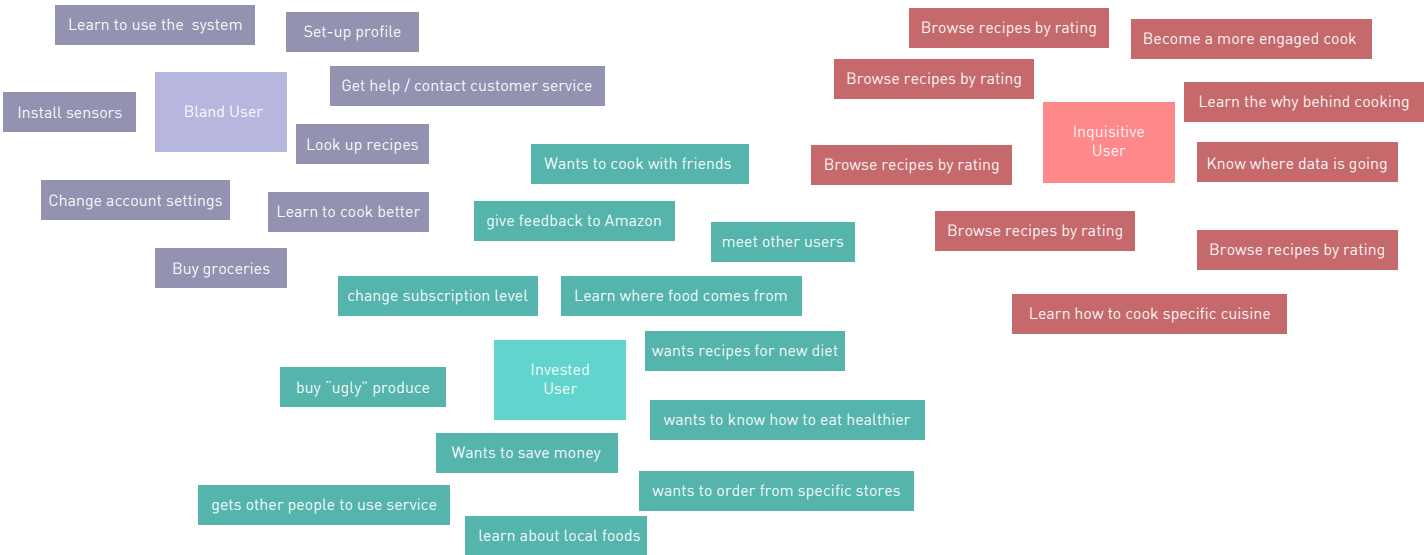 Learn to use the system
Set-up profile
Get help / contact customer service
Install sensors
Bland User
Look up recipes
Change account settings
Learn to cook better
Buy groceries
Wants to cook with friends
give feedback to Amazon
meet other users
change subscription level
Learn where food comes from
wants recipes for new diet
Invested
User
buy “ugly” produce
wants to know how to eat healthier
Wants to save money
wants to order from specific stores
gets other people to use service
learn about local foods
Browse recipes by rating
Become a more engaged cook
Browse recipes by rating
Learn the why behind cooking
Inquisitive
User
Browse recipes by rating
Know where data is going
Browse recipes by rating
Browse recipes by rating
Learn how to cook specific cuisine